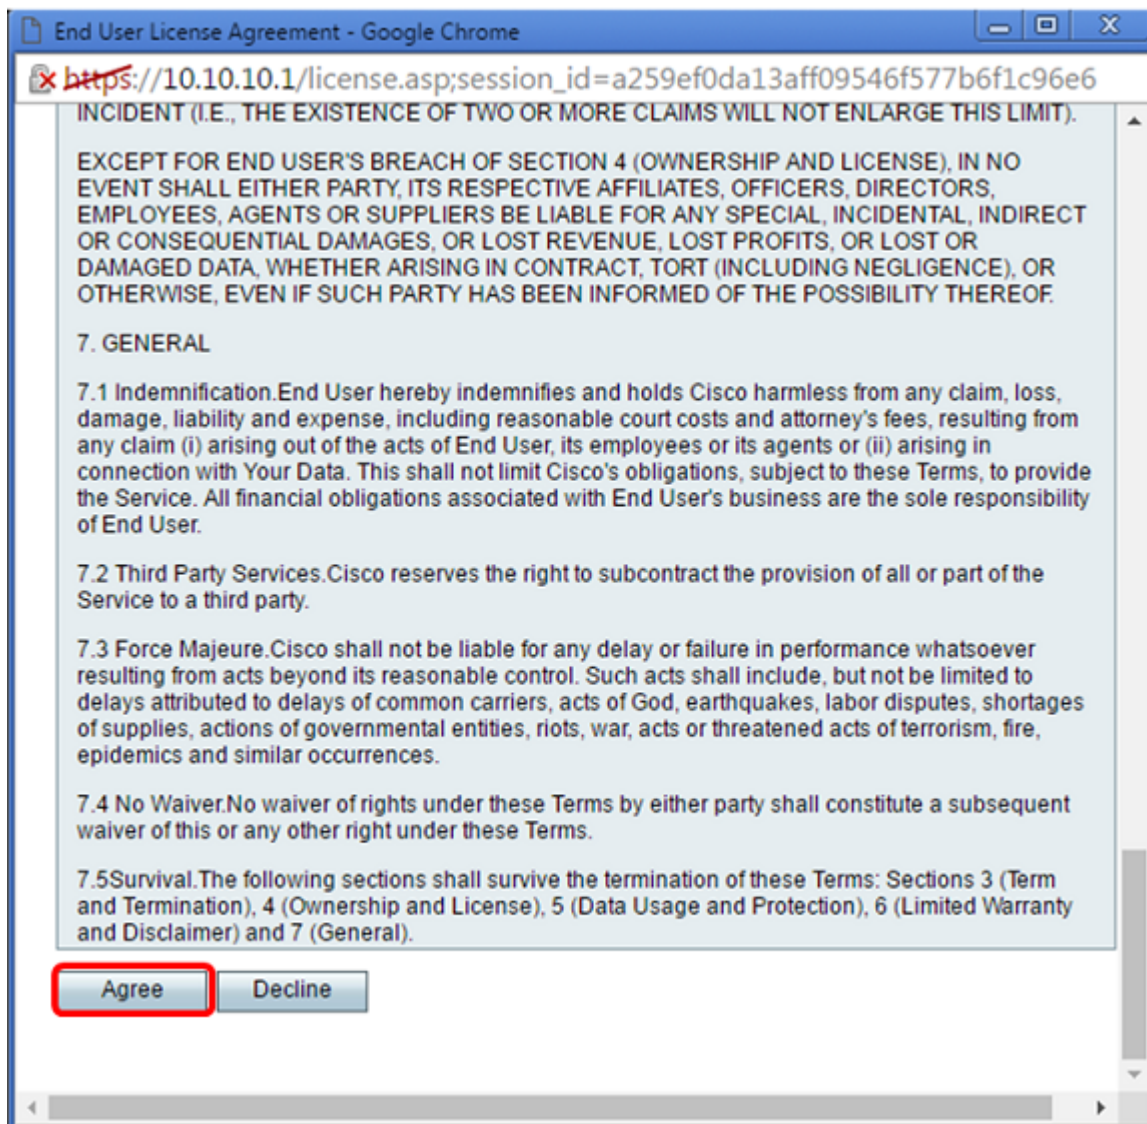 End User License Agreement - Google Chrome
https://10.10.10.1/license.asp;session_id=a259ef0da13aff09546f577b6f1c96e6
INCIDENT (I.E., THE EXISTENCE OF TWO OR MORE CLAIMS WILL NOT ENLARGE THIS LIMIT).
EXCEPT FOR END USER'S BREACH OF SECTION 4 (OWNERSHIP AND LICENSE), IN NO
EVENT SHALL EITHER PARTY, ITS RESPECTIVE AFFILIATES, OFFICERS, DIRECTORS,
EMPLOYEES, AGENTS OR SUPPLIERS BE LIABLE FOR ANY SPECIAL, INCIDENTAL, INDIRECT
OR CONSEQUENTIAL DAMAGES, OR LOST REVENUE, LOST PROFITS, OR LOST OR
DAMAGED DATA, WHETHER ARISING IN CONTRACT, TORT (INCLUDING NEGLIGENCE), OR
OTHERWISE, EVEN IF SUCH PARTY HAS BEEN INFORMED OF THE POSSIBILITY THEREOF.
7. GENERAL
7.1 Indemnification.End User hereby indemnifies and holds Cisco harmless from any claim, loss,
damage, liability and expense, including reasonable court costs and attorney's fees, resulting from
any claim (i) arising out of the acts of End User, its employees or its agents or (ii) arising in
connection with Your Data. This shall not limit Cisco's obligations, subject to these Terms, to provide
the Service. All financial obligations associated with End User's business are the sole responsibility
of End User.
7.2 Third Party Services.Cisco reserves the right to subcontract the provision of all or part of the
Service to a third party.
7.3 Force Majeure.Cisco shall not be liable for any delay or failure in performance whatsoever
resulting from acts beyond its reasonable control. Such acts shall include, but not be limited to
delays attributed to delays of common carriers, acts of God, earthquakes, labor disputes, shortages
of supplies, actions of governmental entities, riots, war, acts or threatened acts of terrorism, fire,
epidemics and similar occurrences.
7.4 No Waiver.No waiver of rights under these Terms by either party shall constitute a subsequent
waiver of this or any other right under these Terms.
7.5Survival.The following sections shall survive the termination of these Terms: Sections 3 (Term
and Termination), 4 (Ownership and License), 5 (Data Usage and Protection), 6 (Limited Warranty
and Disclaimer) and 7 (General).
Agree Decline